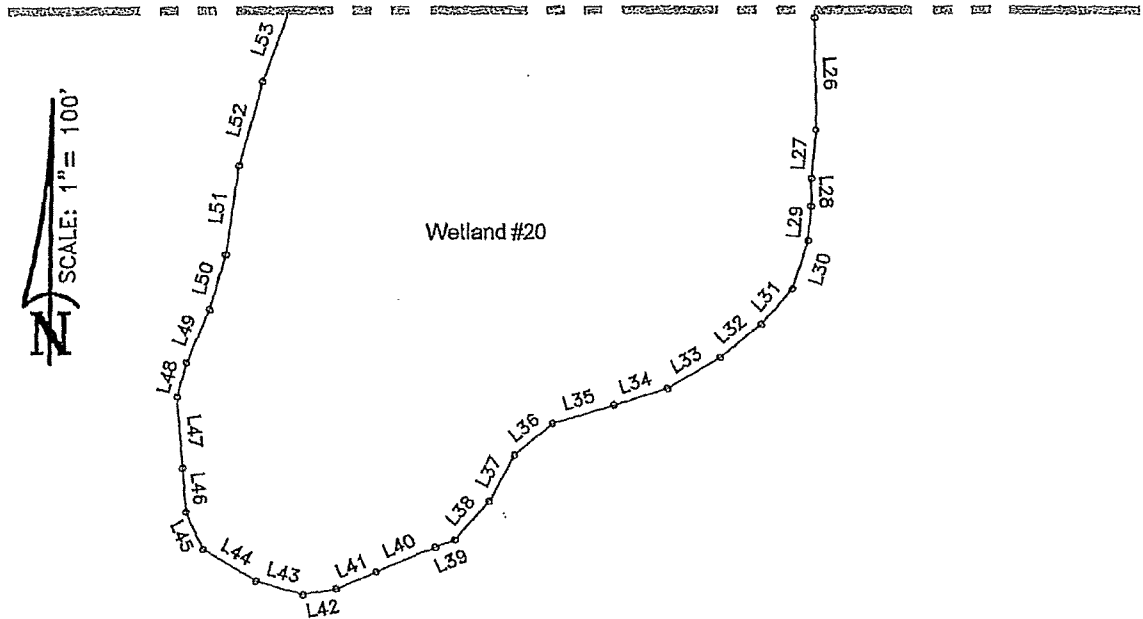 L53
L26
L52
L27
L51
L28
Wetland #20
L29
SCALE: 1"= 100'
L50
L30
L31
N
L49
L32
L48
L33
L34
L35
L47
L36
L37
L46
L38
L45
L44
L40
L39
L43
L41
L42